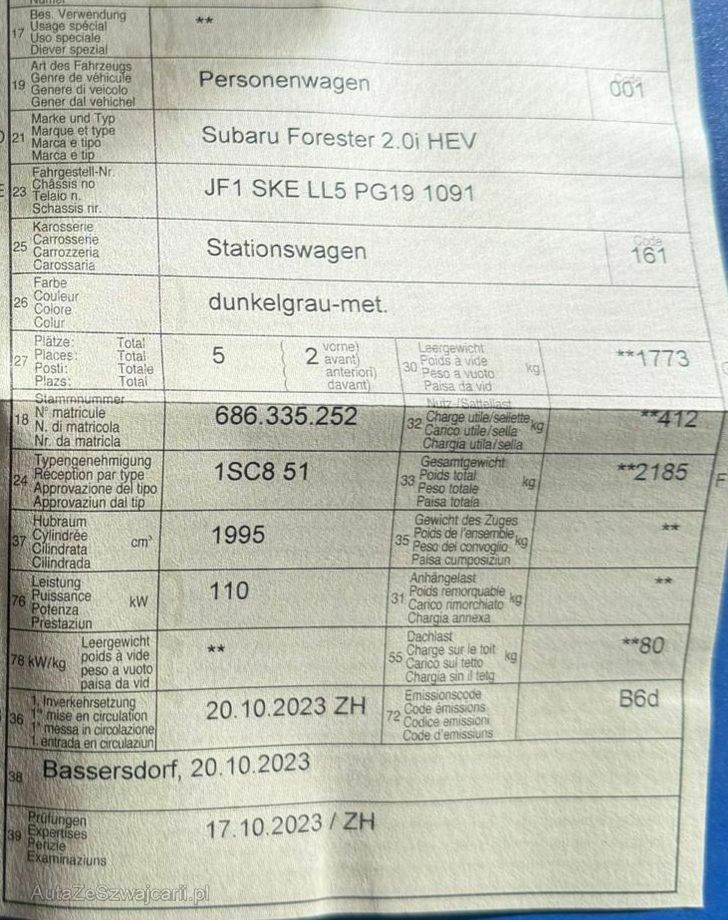 17 Bes. Verwendung
Usage spécial
Uso speciale
Diever spezial
**
19 Art des Fahrzeugs
Genre de véhicule
Genere di veicolo
Gener dal vehichel
Personenwagen
Code
001
21 Marke und Typ
Marque et type
Marca e tipo
Marca e tip
Subaru Forester 2.0i HEV
23 Fahrgestell-Nr.
Châssis no
Telaio n.
Schassis nr.
JF1 SKE LL5 PG19 1091
25 Karosserie
Carrosserie
Carrozzeria
Carossaria
Stationswagen
Code
161
26 Farbe
Couleur
Colore
Colur
dunkelgrau-met.
27 Plätze: Total
Places: Total
Posti: Totale
Plazs: Total
5
2 vorne)
avant)
anteriori)
davant)
30 Leergewicht
Poids à vide
Peso a vuoto
Paisa da vid
kg
**1773
18 Stammnummer
N° matricule
N. di matricola
Nr. da matricla
686.335.252
32 Nutz-/Sattellast
Charge utile/sellette
Carico utile/sella
Chargia utila/sella
kg
**412
24 Typengenehmigung
Réception par type
Approvazione del tipo
Approvaziun dal tip
1SC8 51
33 Gesamtgewicht
Poids total
Peso totale
Paisa totala
kg
**2185
F
37 Hubraum
Cylindrée
Cilindrata
Cilindrada
cm³
1995
35 Gewicht des Zuges
Poids de l'ensemble
Peso del convoglio
Paisa cumposiziun
kg
**
76 Leistung
Puissance
Potenza
Prestaziun
kW
110
31 Anhängelast
Poids remorquable
Carico rimorchiato
Chargia annexa
kg
**
78 kW/kg
Leergewicht
poids à vide
peso a vuoto
paisa da vid
**
55 Dachlast
Charge sur le toit
Carico sul tetto
Chargia sin il tetg
kg
**80
36 1. Inverkehrsetzung
1re mise en circulation
1a messa in circolazione
1. entrada en circulaziun
20.10.2023 ZH
72 Emissionscode
Code émissions
Codice emissioni
Code d'emissiuns
B6d
38 Bassersdorf, 20.10.2023
39 Prüfungen
Expertises
Perizie
Examinaziuns
17.10.2023 / ZH
AutaZeSzwajcarii.pl